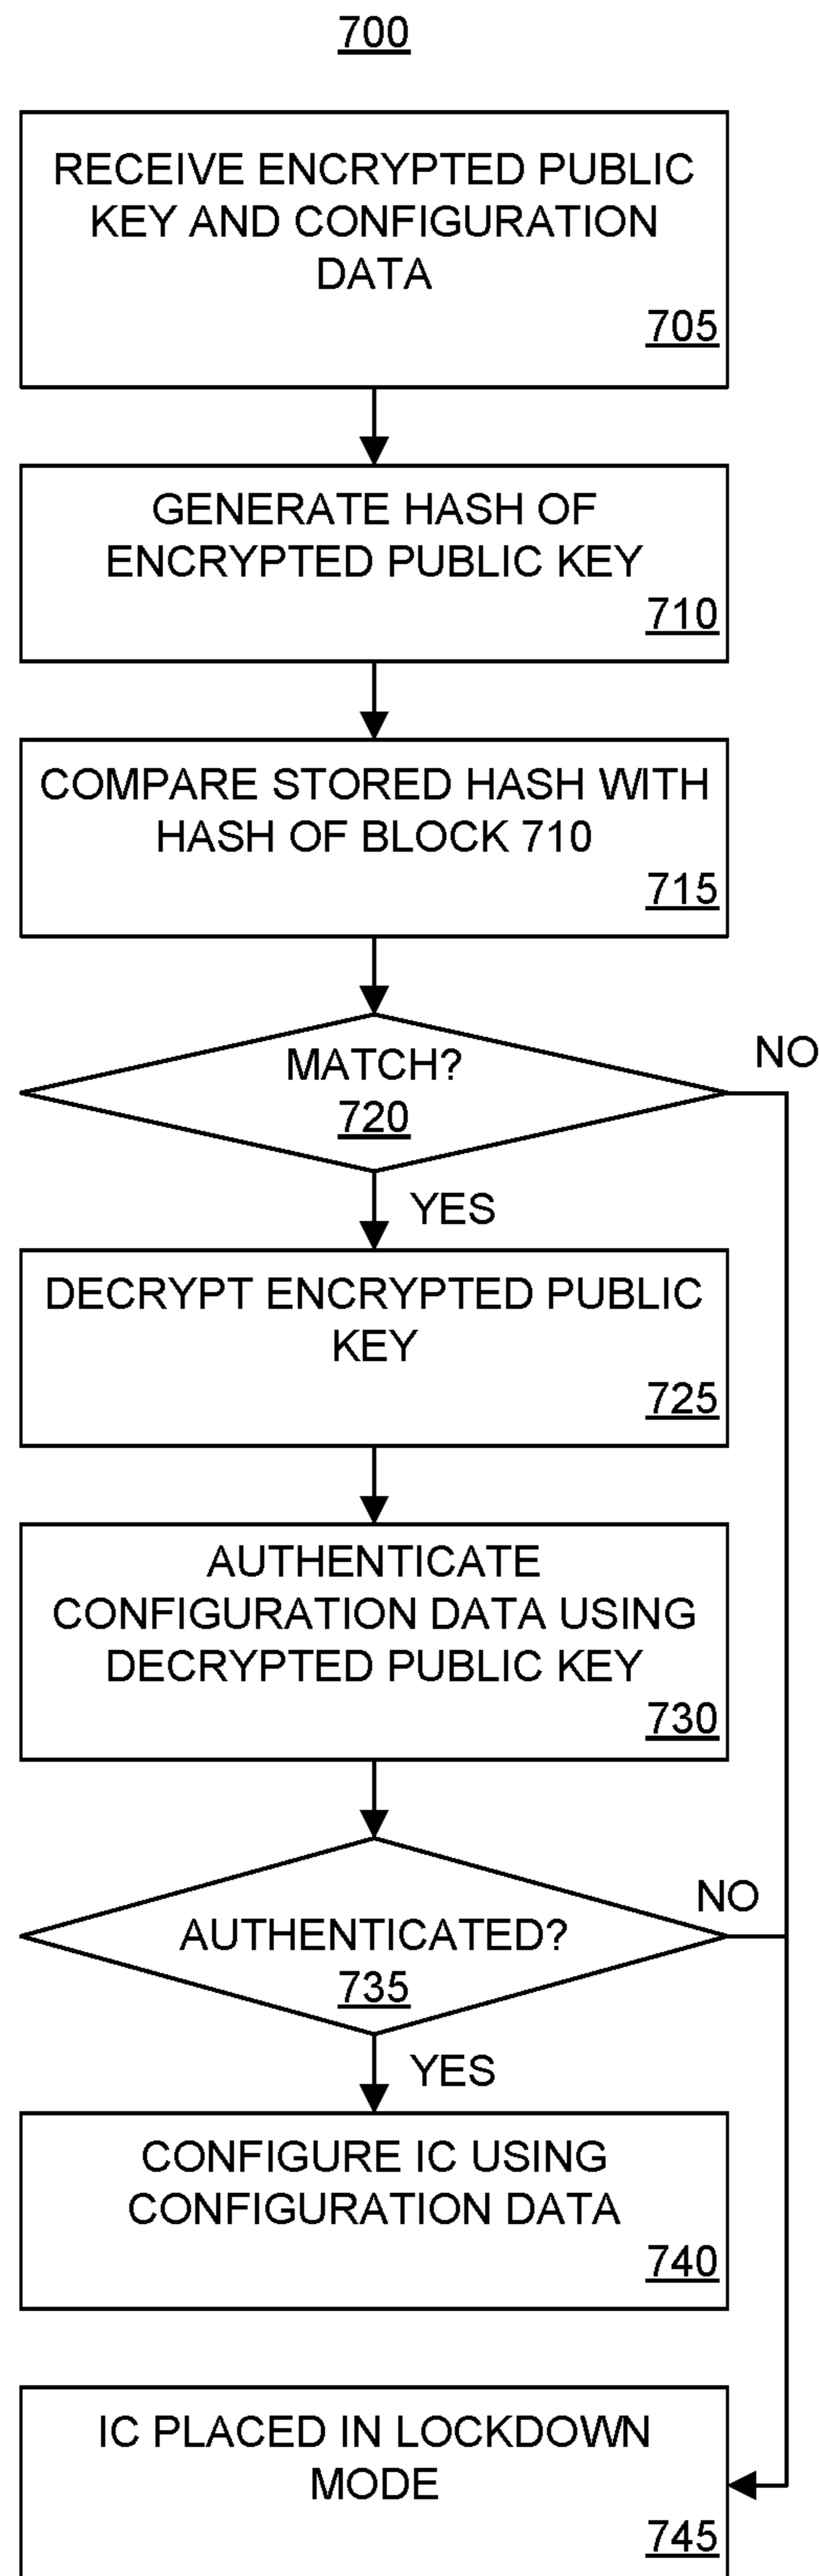 700
RECEIVE ENCRYPTED PUBLIC
KEY AND CONFIGURATION
DATA
705
GENERATE HASH OF
ENCRYPTED PUBLIC KEY
710
COMPARE STORED HASH WITH
HASH OF BLOCK 710
715
MATCH?
720
NO
YES
DECRYPT ENCRYPTED PUBLIC
KEY
725
AUTHENTICATE
CONFIGURATION DATA USING
DECRYPTED PUBLIC KEY
730
AUTHENTICATED?
735
NO
YES
CONFIGURE IC USING
CONFIGURATION DATA
740
IC PLACED IN LOCKDOWN
MODE
745